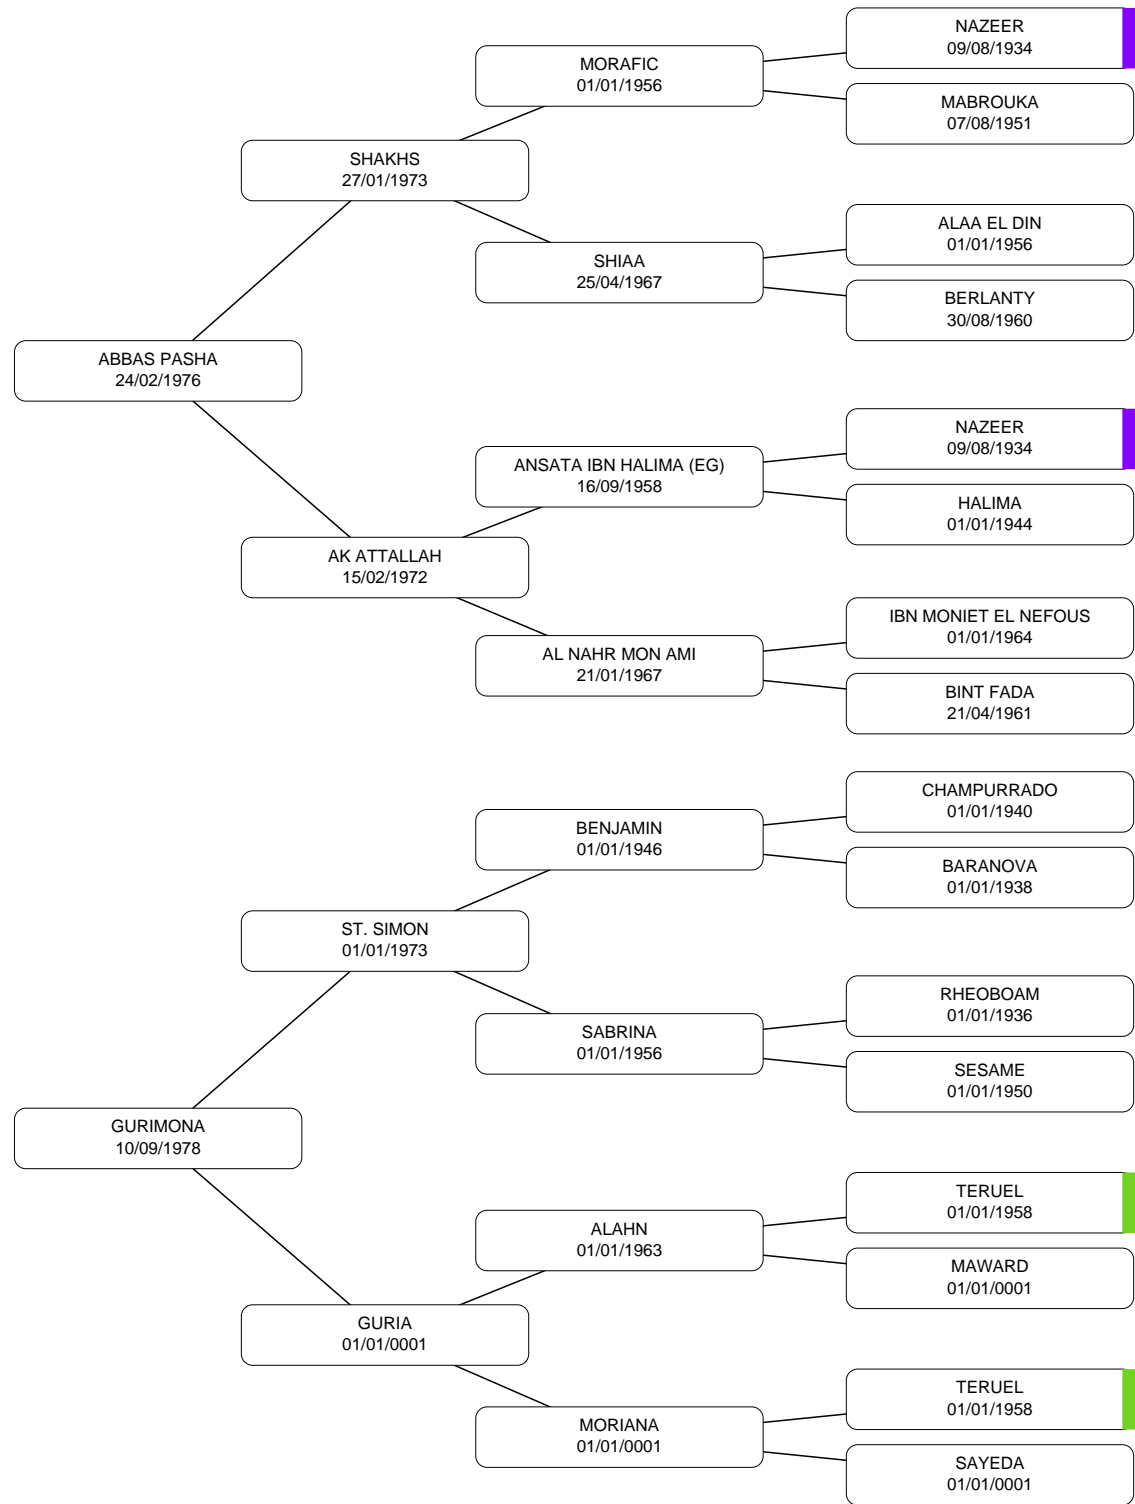 NAZEER
09/08/1934
MORAFIC
01/01/1956
MABROUKA
07/08/1951
SHAKHS
27/01/1973
ALAA EL DIN
01/01/1956
SHIAA
25/04/1967
BERLANTY
30/08/1960
ABBAS PASHA
24/02/1976
NAZEER
09/08/1934
ANSATA IBN HALIMA (EG)
16/09/1958
HALIMA
01/01/1944
AK ATTALLAH
15/02/1972
IBN MONIET EL NEFOUS
01/01/1964
AL NAHR MON AMI
21/01/1967
BINT FADA
21/04/1961
CHAMPURRADO
01/01/1940
BENJAMIN
01/01/1946
BARANOVA
01/01/1938
ST. SIMON
01/01/1973
RHEOBOAM
01/01/1936
SABRINA
01/01/1956
SESAME
01/01/1950
GURIMONA
10/09/1978
TERUEL
01/01/1958
ALAHN
01/01/1963
MAWARD
01/01/0001
GURIA
01/01/0001
TERUEL
01/01/1958
MORIANA
01/01/0001
SAYEDA
01/01/0001